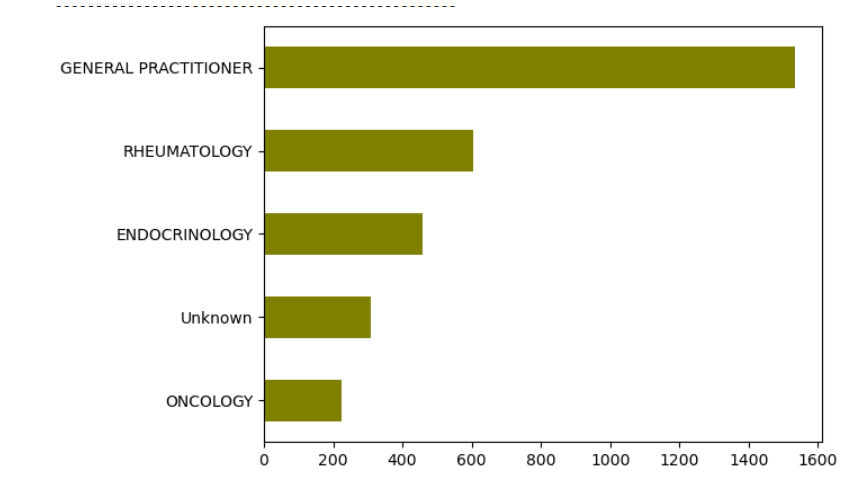 GENERAL PRACTITIONER
RHEUMATOLOGY
ENDOCRINOLOGY
Unknown
ONCOLOGY
0 200 400 600 800 1000 1200 1400 1600